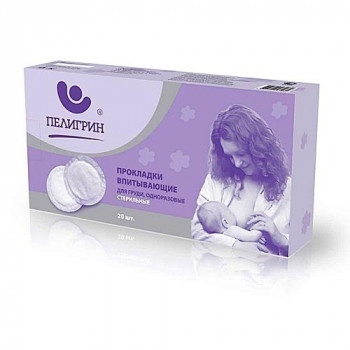 ®
ПЕЛИГРИН
ПРОКЛАДКИ
ВПИТЫВАЮЩИЕ
ДЛЯ ГРУДИ, ОДНОРАЗОВЫЕ
СТЕРИЛЬНЫЕ
20 шт.